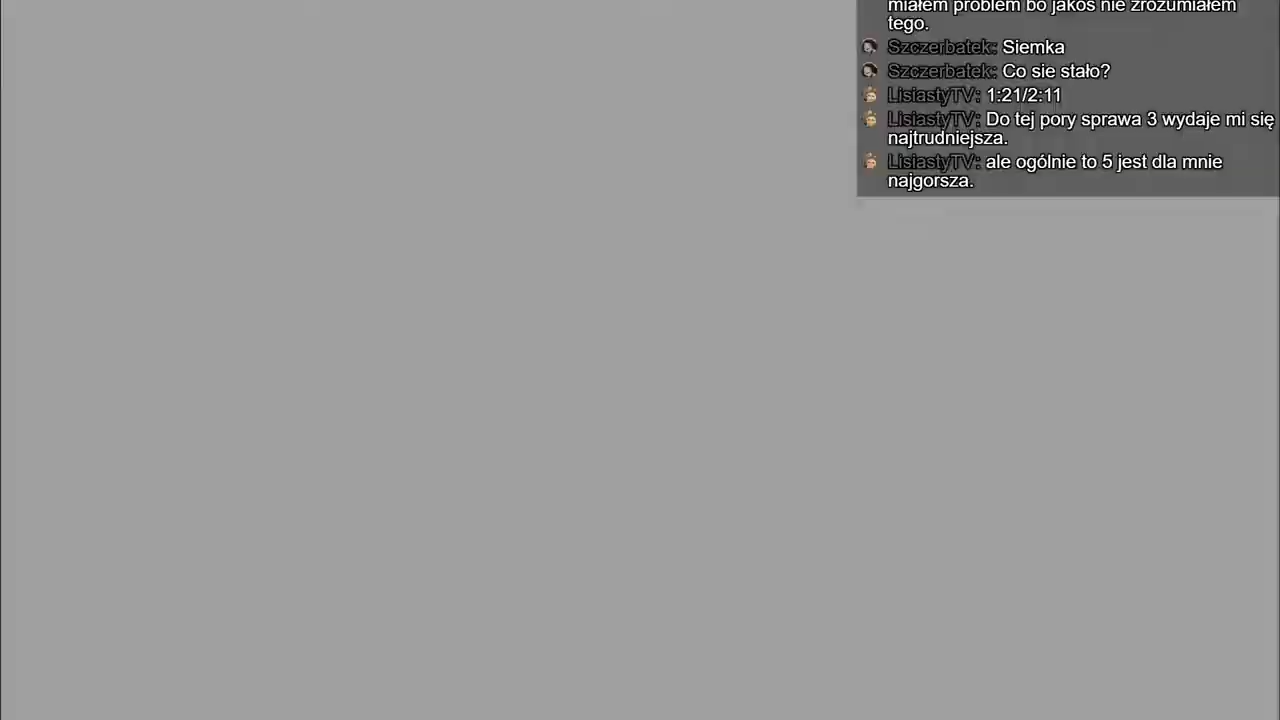 miałem problem bo jakoś nie zrozumiałem
tego.
Szczerbatek: Siemka
Szczerbatek: Co sie stało?
LisiastyTV: 1:21/2:11
LisiastyTV: Do tej pory sprawa 3 wydaje mi się
najtrudniejsza.
LisiastyTV: ale ogólnie to 5 jest dla mnie
najgorsza.